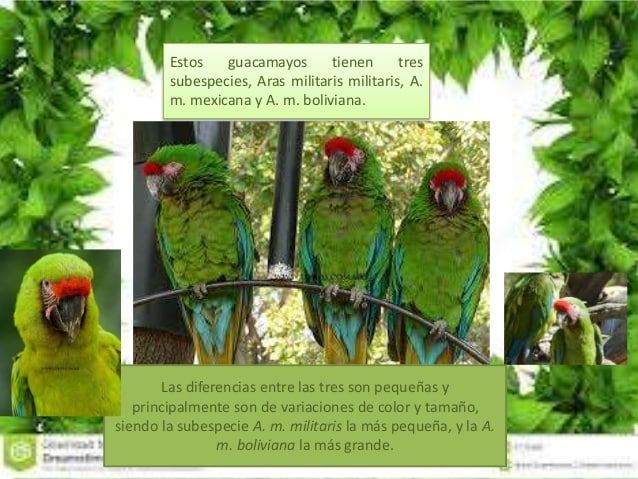 Estos guacamayos tienen tres
subespecies, Aras militaris militaris, A.
m. mexicana y A. m. boliviana.
Las diferencias entre las tres son pequeñas y
principalmente son de variaciones de color y tamaño,
siendo la subespecie A. m. militaris la más pequeña, y la A.
m. boliviana la más grande.